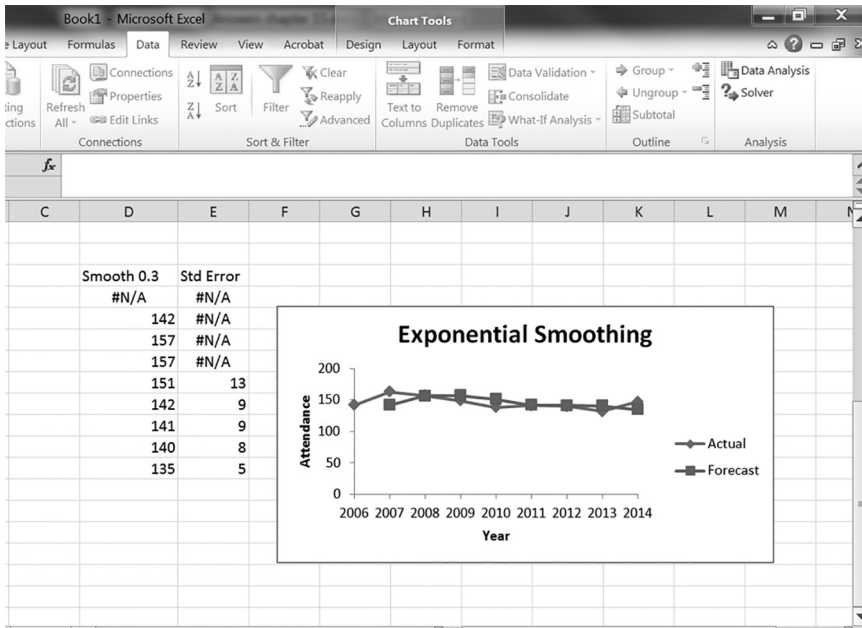 Book1 - Microsoft Excel
Chart Tools
e Layout Formulas Data Review View Acrobat Design Layout Format
Connections
Properties
Edit Links
Refresh
All
ting
ctions
Connections
Sort
Filter
Clear
Reapply
Advanced
Sort & Filter
Text to
Columns
Remove
Duplicates
Data Validation
Consolidate
What-If Analysis
Data Tools
Group
Ungroup
Subtotal
Outline
Data Analysis
Solver
Analysis
fx
C D E F G H I J K L M N
Smooth 0.3 Std Error
#N/A #N/A
142 #N/A
157 #N/A
157 #N/A
151 13
142 9
141 9
140 8
135 5
Exponential Smoothing
200
150
100
50
0
Attendance
2006 2007 2008 2009 2010 2011 2012 2013 2014
Year
Actual
Forecast